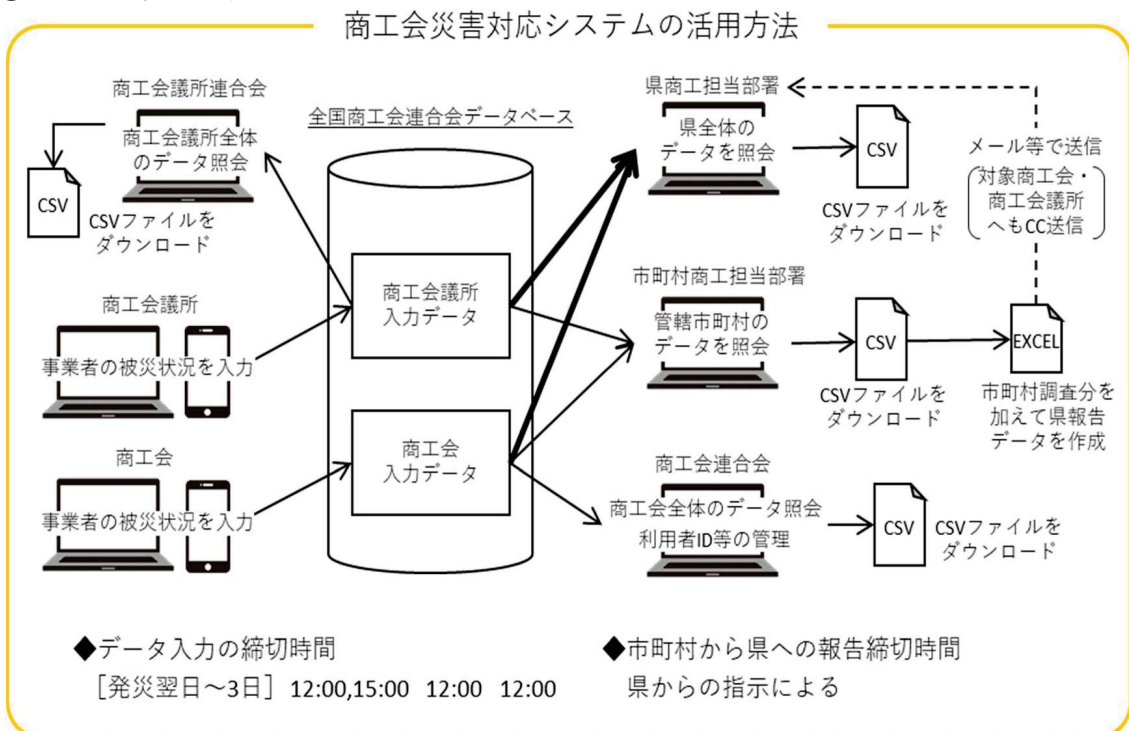 商工会災害対応システムの活用方法
商工会議所連合会
商工会議所全体
のデータ照会
CSV
CSVファイルを
ダウンロード
商工会議所
事業者の被災状況を入力
商工会
事業者の被災状況を入力
全国商工会連合会データベース
商工会議所
入力データ
商工会
入力データ
県商工担当部署
県全体の
データを照会
CSV
CSVファイルを
ダウンロード
メール等で送信
対象商工会・
商工会議所
へもCC送信
市町村商工担当部署
管轄市町村の
データを照会
CSV
CSVファイルを
ダウンロード
EXCEL
市町村調査分を
加えて県報告
データを作成
商工会連合会
商工会全体のデータ照会
利用者ID等の管理
CSV
CSVファイルを
ダウンロード
◆データ入力の締切時間
［発災翌日～3日］ 12:00,15:00 12:00 12:00
◆市町村から県への報告締切時間
県からの指示による